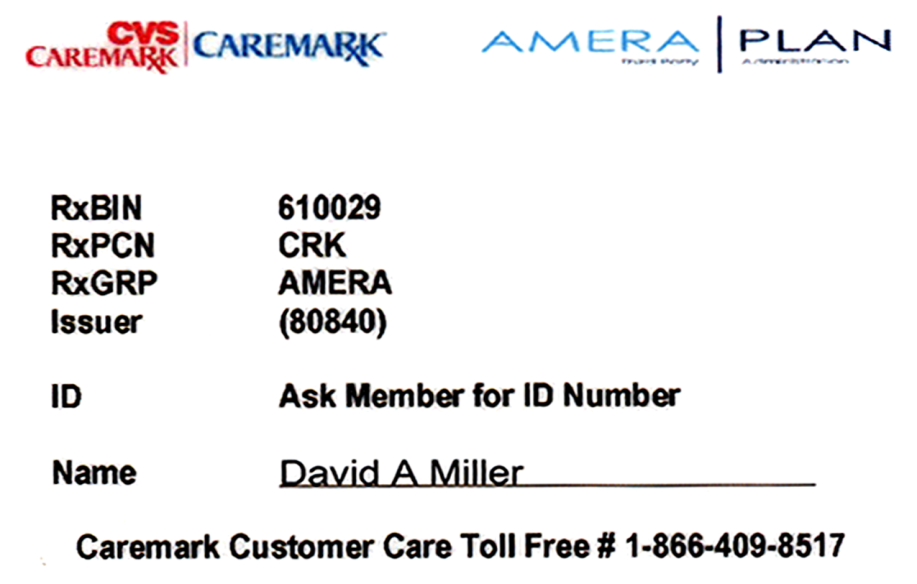 CVS CAREMARK | CAREMARK
AMERA | PLAN
Third Party Administration
RxBIN 610029
RxPCN CRK
RxGRP AMERA
Issuer (80840)
ID Ask Member for ID Number
Name David A Miller
Caremark Customer Care Toll Free # 1-866-409-8517